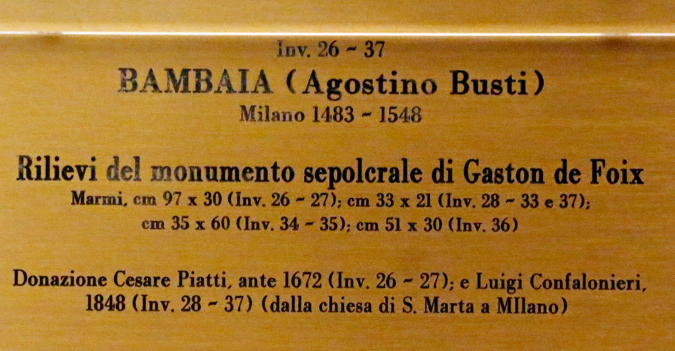 Inv. 26 ~ 37
BAMBAIA (Agostino Busti)
Milano 1483 ~ 1548
Rilievi del monumento sepolcrale di Gaston de Foix
Marmi, cm 97 x 30 (Inv. 26 ~ 27); cm 33 x 21 (Inv. 28 ~ 33 e 37);
cm 35 x 60 (Inv. 34 ~ 35); cm 51 x 30 (Inv. 36)
Donazione Cesare Piatti, ante 1672 (Inv. 26 ~ 27); e Luigi Confalonieri,
1848 (Inv. 28 ~ 37) (dalla chiesa di S. Marta a MIlano)